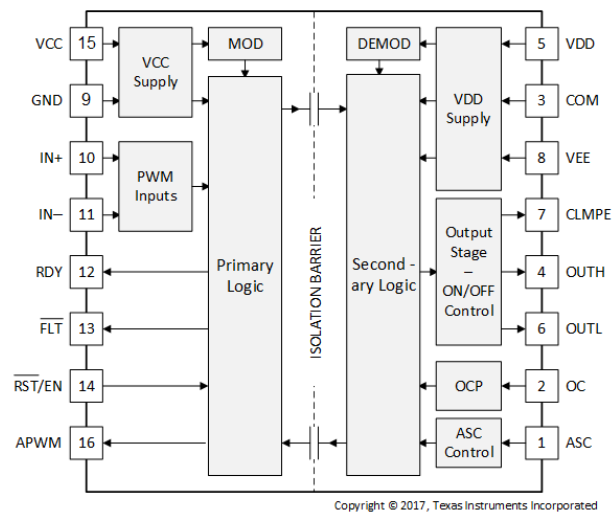 VCC 15 MOD DEMOD 5 VDD
VCC
Supply
GND 9
VDD
Supply
3 COM
IN+ 10
PWM
Inputs
8 VEE
IN– 11
Output
Stage
–
ON/OFF
Control
7 CLMPE
RDY 12
Primary
Logic
ISOLATION BARRIER
Second -
ary Logic
4 OUTH
FLT 13
6 OUTL
RST/EN 14
OCP
2 OC
APWM 16
ASC
Control
1 ASC
Copyright © 2017, Texas Instruments Incorporated